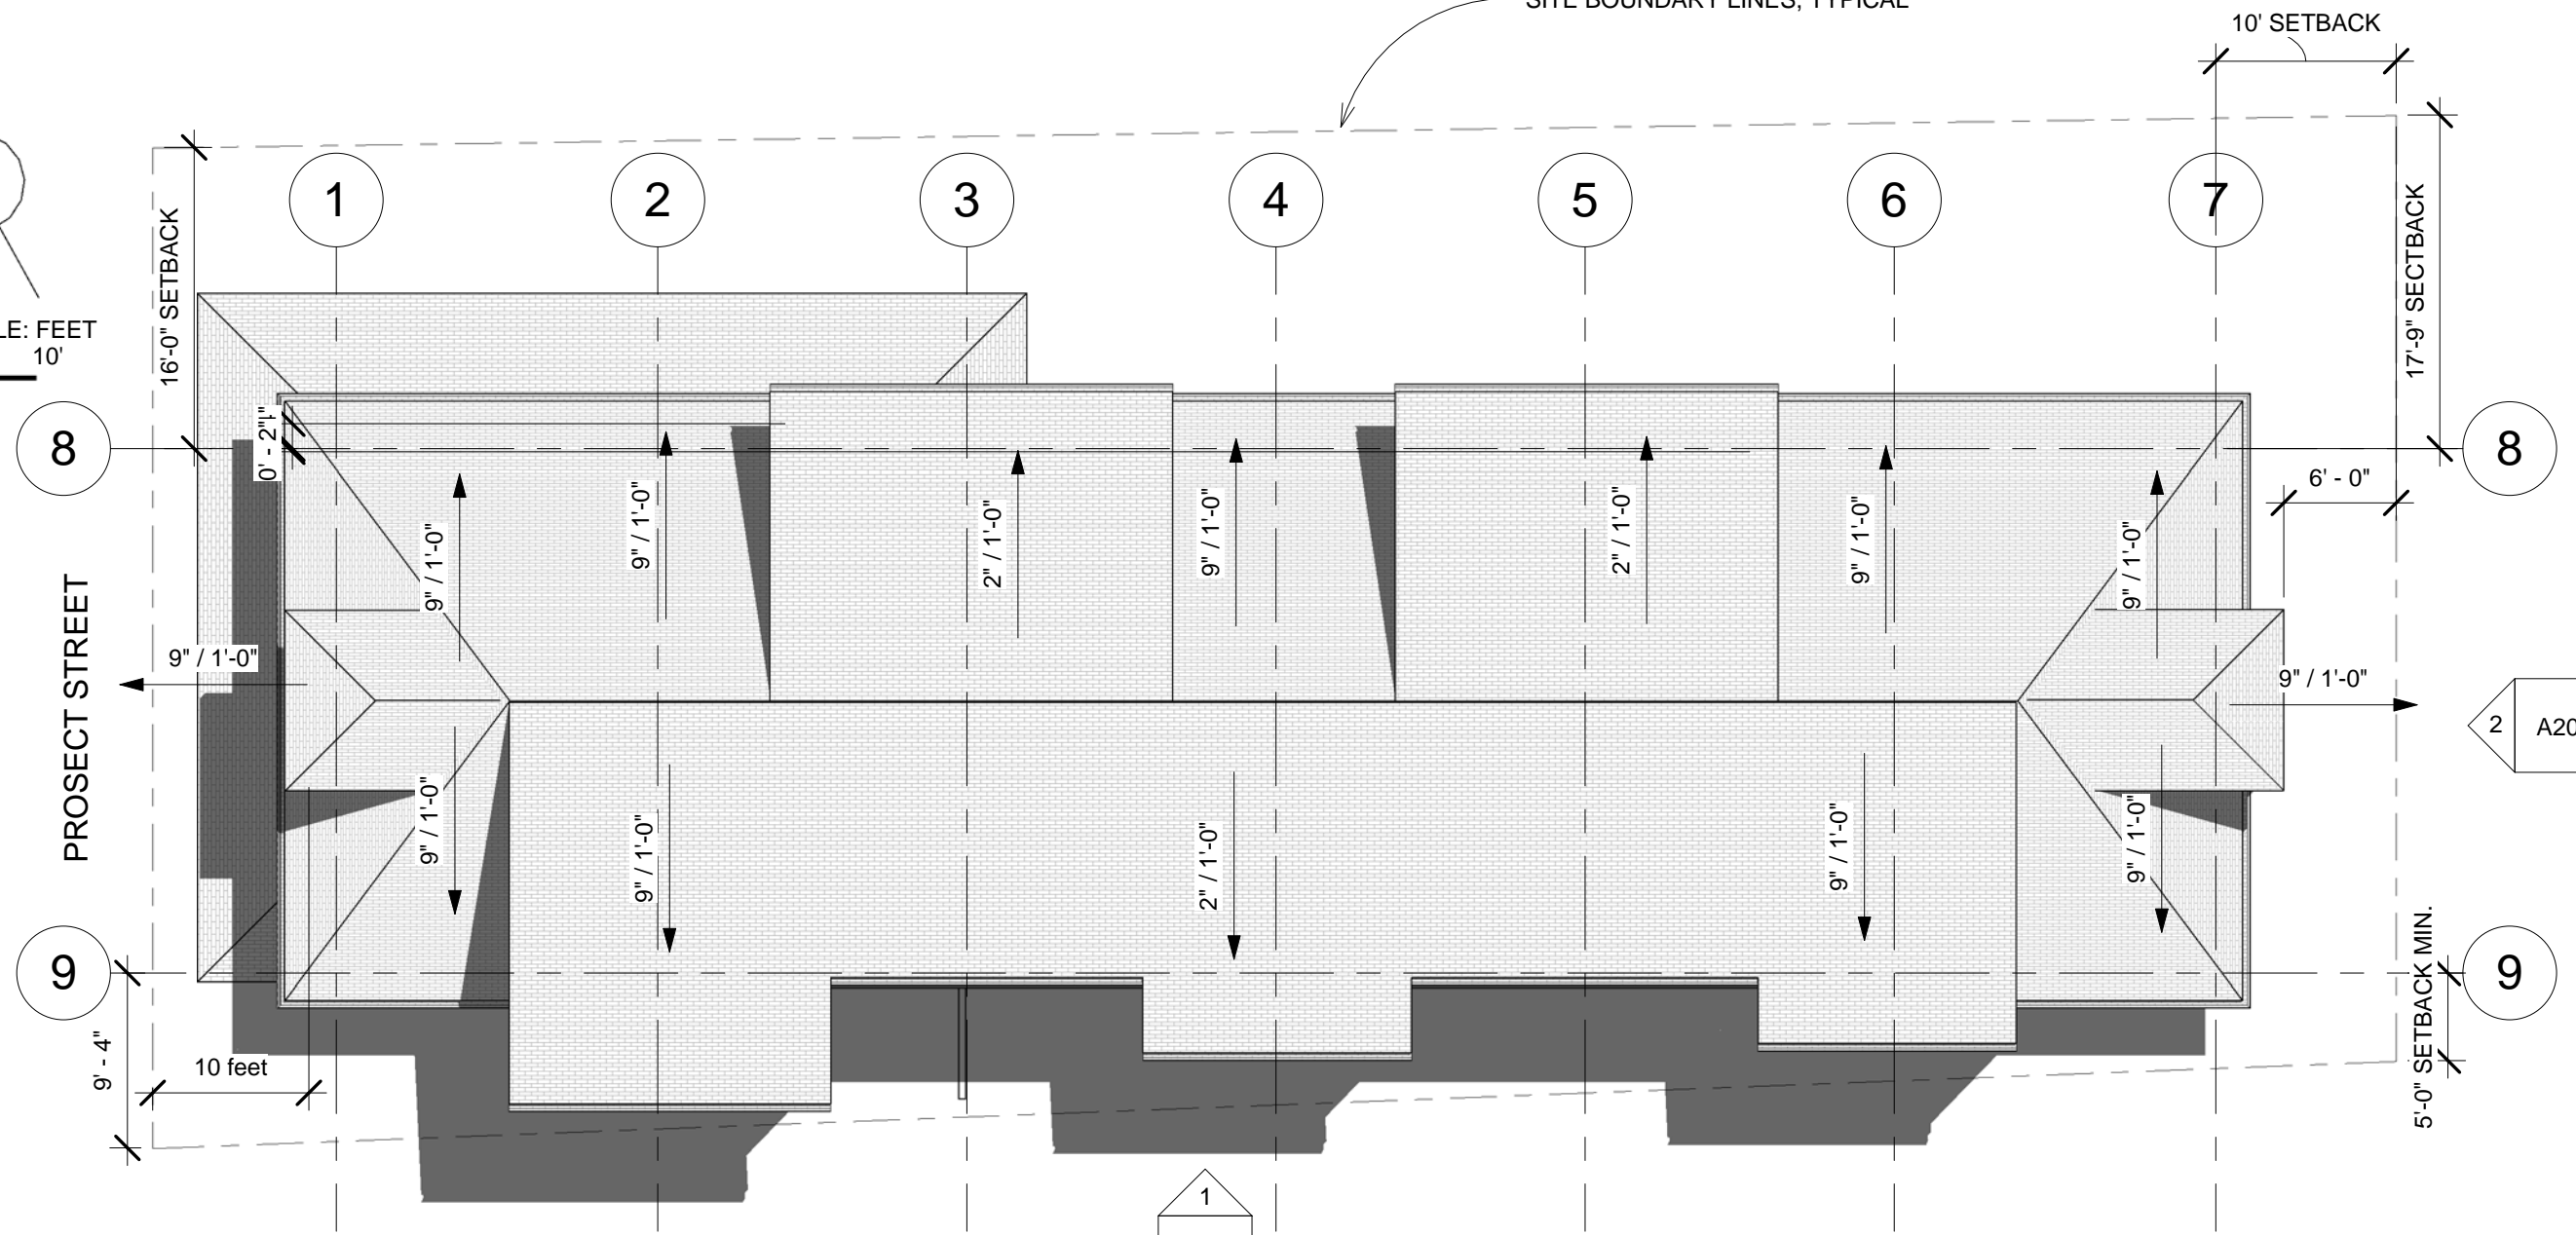 SITE BOUNDARY LINES, TYPICAL
10' SETBACK
1
2
3
4
5
6
7
16'-0" SETBACK
17'-9" SECTBACK
LE: FEET
10'
8
8
6' - 0"
9" / 1'-0"
9" / 1'-0"
2" / 1'-0"
9" / 1'-0"
2" / 1'-0"
9" / 1'-0"
9" / 1'-0"
PROSECT STREET
9" / 1'-0"
9" / 1'-0"
2
A20
9" / 1'-0"
9" / 1'-0"
2" / 1'-0"
9" / 1'-0"
9" / 1'-0"
9
9
9' - 4"
10 feet
5'-0" SETBACK MIN.
1